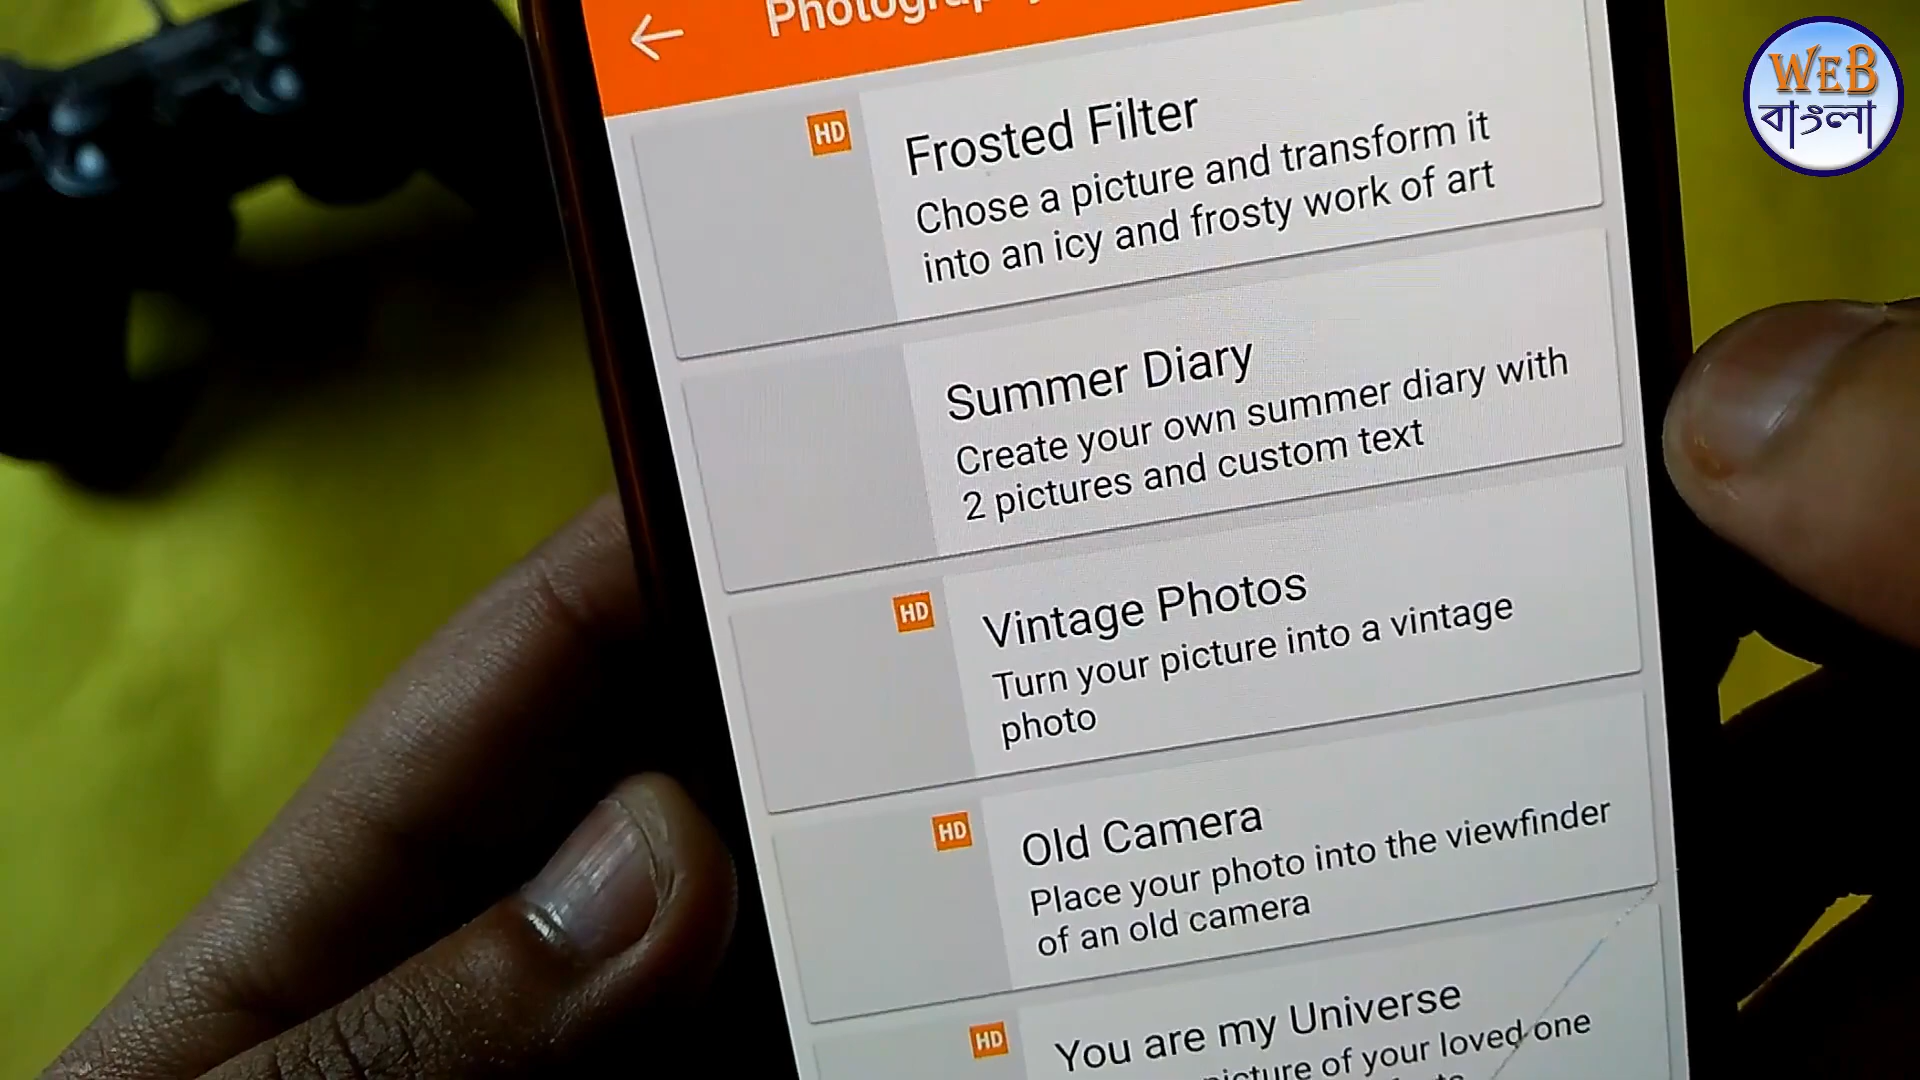 WEB
বাংলা
HD
Frosted Filter
Chose a picture and transform it
into an icy and frosty work of art
Summer Diary
Create your own summer diary with
2 pictures and custom text
HD
Vintage Photos
Turn your picture into a vintage
photo
HD
Old Camera
Place your photo into the viewfinder
of an old camera
HD
You are my Universe
picture of your loved one